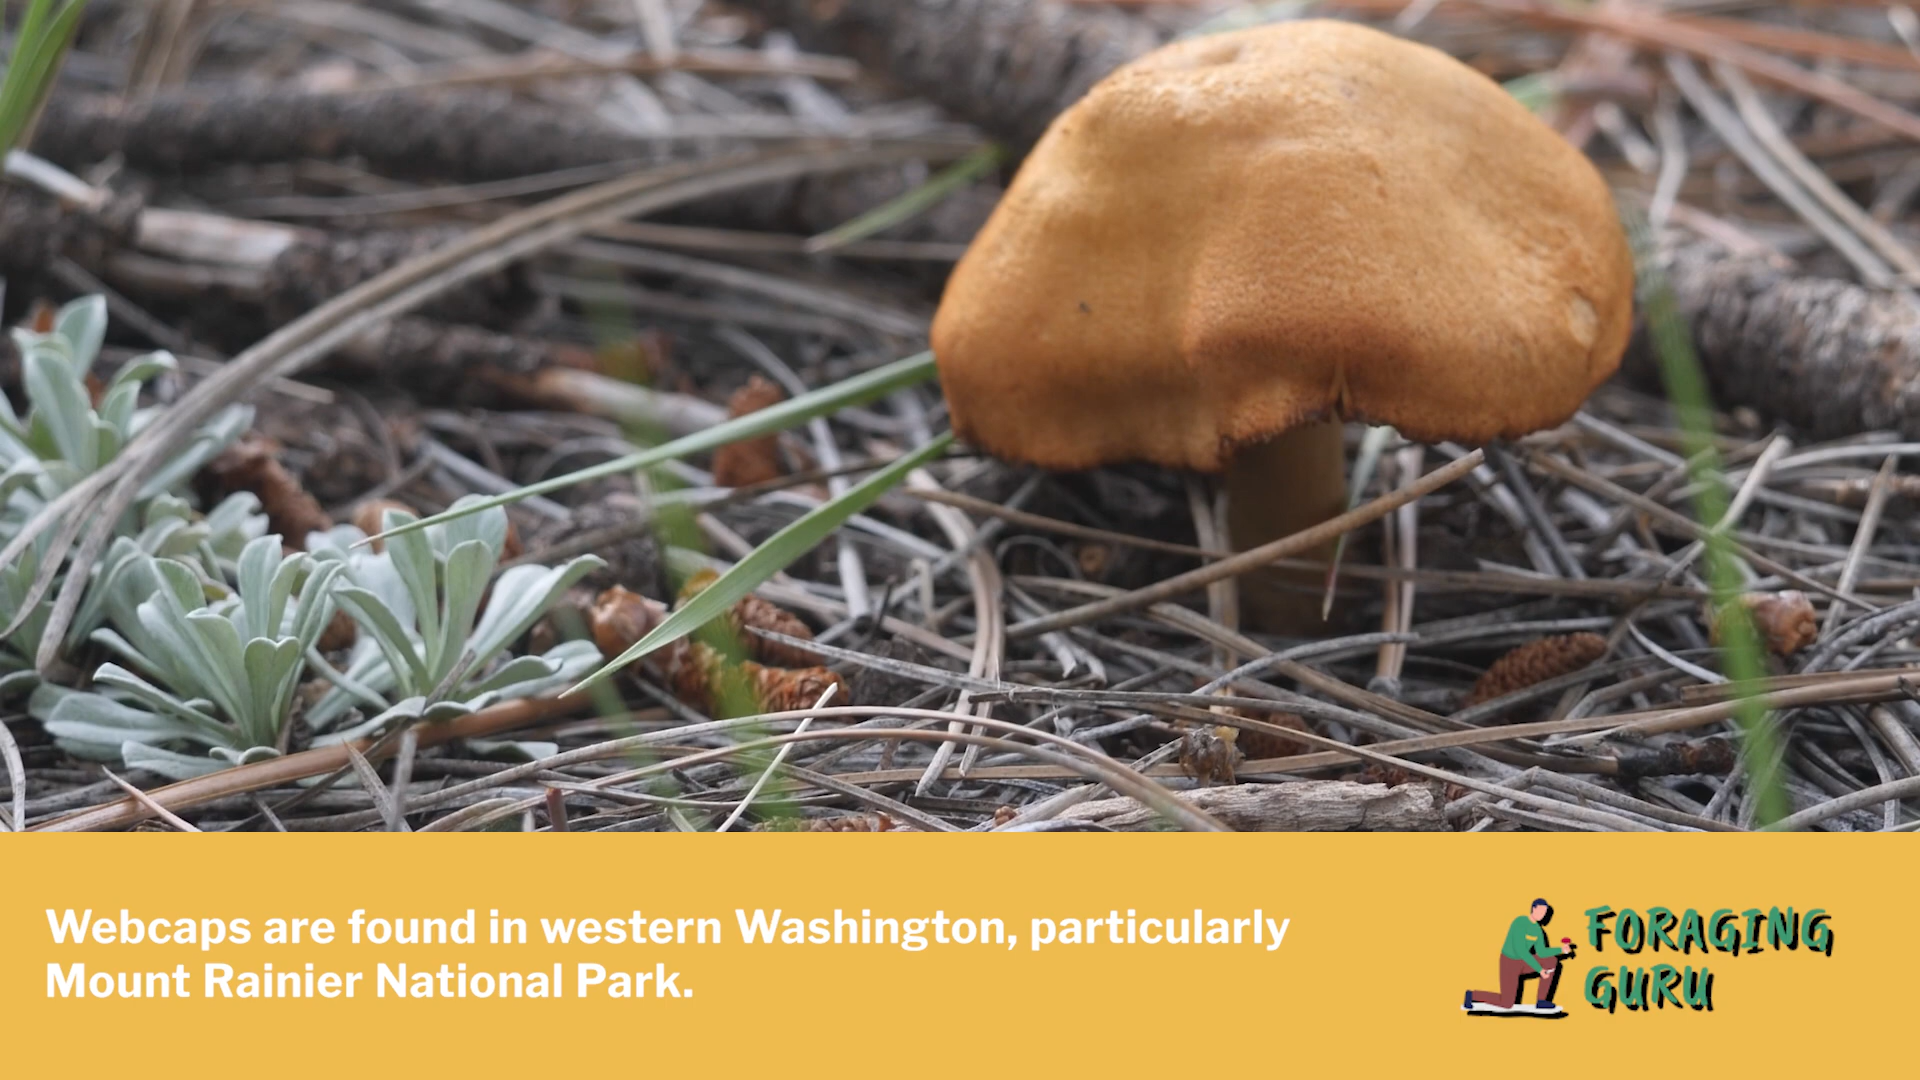 Webcaps are found in western Washington, particularly
Mount Rainier National Park.
FORAGING
GURU